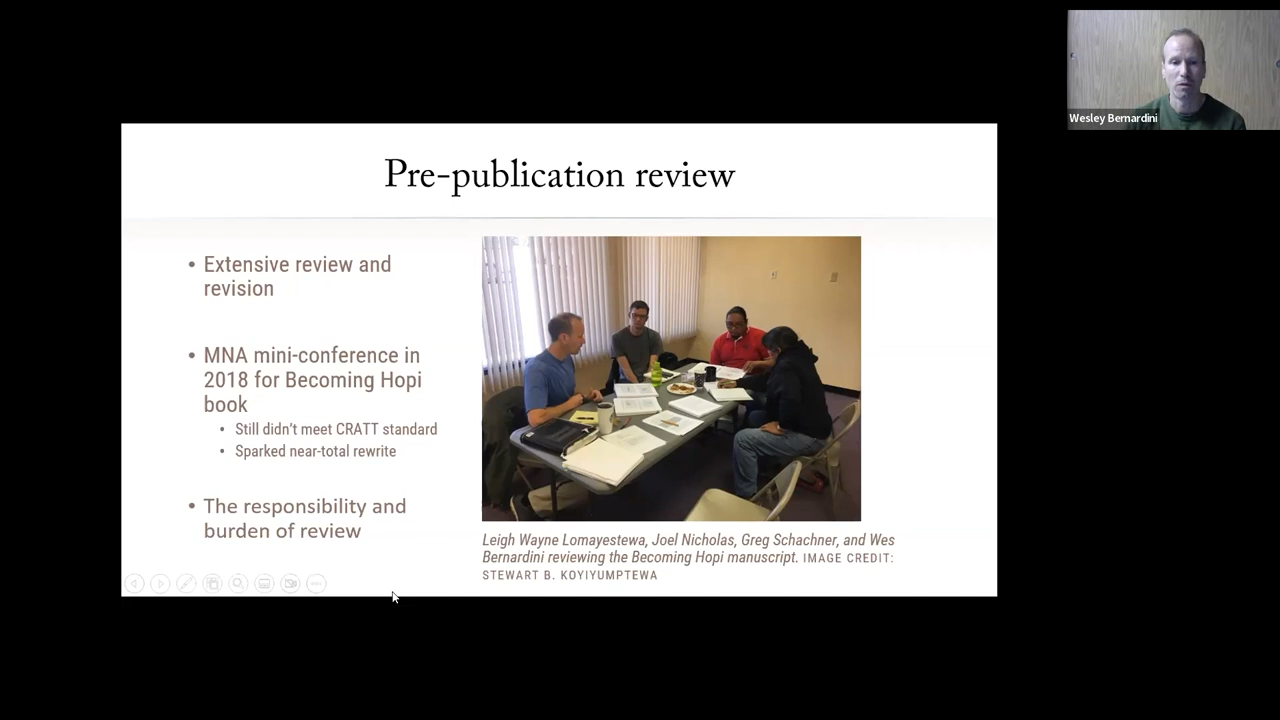 Wesley Bernardini
Pre-publication review
• Extensive review and
revision
• MNA mini-conference in
2018 for Becoming Hopi
book
• Still didn't meet CRATT standard
• Sparked near-total rewrite
• The responsibility and
burden of review
Leigh Wayne Lomayestewa, Joel Nicholas, Greg Schachner, and Wes
Bernardini reviewing the Becoming Hopi manuscript. IMAGE CREDIT:
STEWART B. KOYIYUMPTEWA